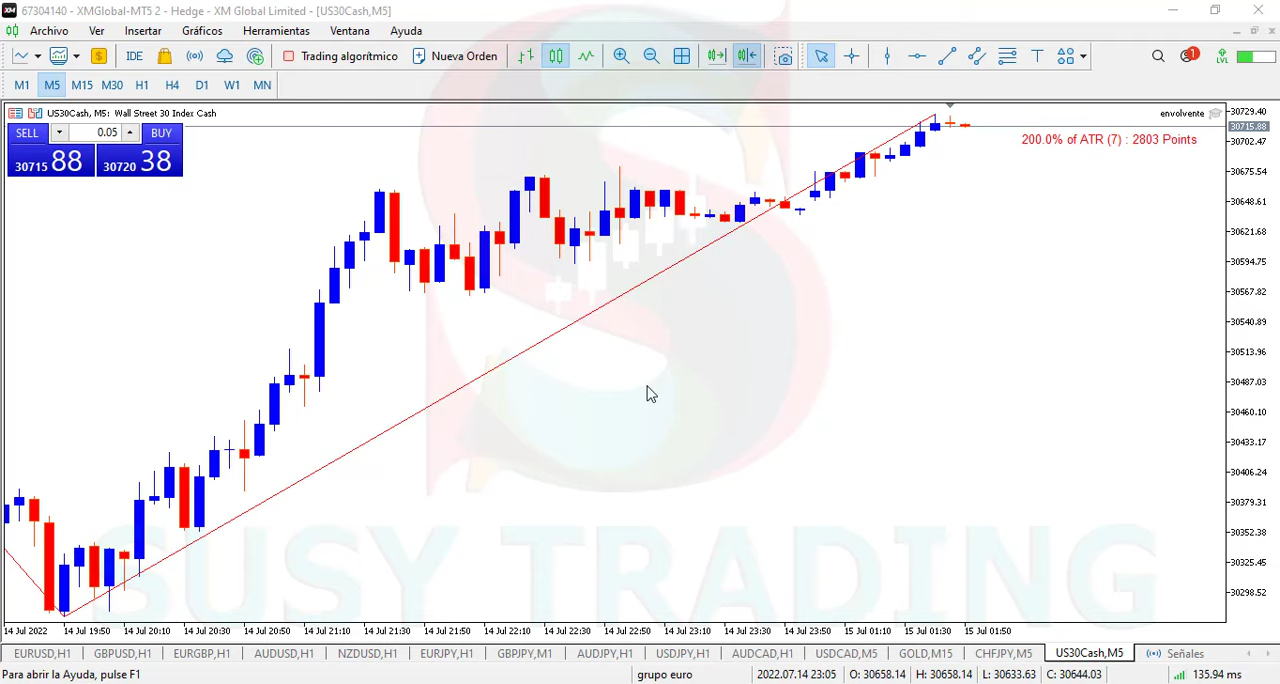 67304140 - XMGlobal-MT5 2 - Hedge - XM Global Limited - [US30Cash,M5]
Archivo Ver Insertar Gráficos Herramientas Ventana Ayuda
IDE Trading algorítmico Nueva Orden T 1 LVL
M1 M5 M15 M30 H1 H4 D1 W1 MN
US30Cash, M5: Wall Street 30 Index Cash
envolvente
SELL 0.05 BUY
30715 88 30720 38
200.0% of ATR (7) : 2803 Points
30729.40
30715.88
30702.47
30675.54
30648.61
30621.68
30594.75
30567.82
30540.89
30513.96
30487.03
30460.10
30433.17
30406.24
30379.31
30352.38
30325.45
30298.52
SUSY TRADING
14 Jul 2022 14 Jul 19:50 14 Jul 20:10 14 Jul 20:30 14 Jul 20:50 14 Jul 21:10 14 Jul 21:30 14 Jul 21:50 14 Jul 22:10 14 Jul 22:30 14 Jul 22:50 14 Jul 23:10 14 Jul 23:30 14 Jul 23:50 15 Jul 01:10 15 Jul 01:30 15 Jul 01:50
EURUSD,H1 GBPUSD,H1 EURGBP,H1 AUDUSD,H1 NZDUSD,H1 EURJPY,H1 GBPJPY,M1 AUDJPY,H1 USDJPY,H1 AUDCAD,H1 USDCAD,M5 GOLD,M15 CHFJPY,M5 US30Cash,M5 Señales
Para abrir la Ayuda, pulse F1 grupo euro 2022.07.14 23:05 O: 30658.14 H: 30658.14 L: 30633.63 C: 30644.03 135.94 ms